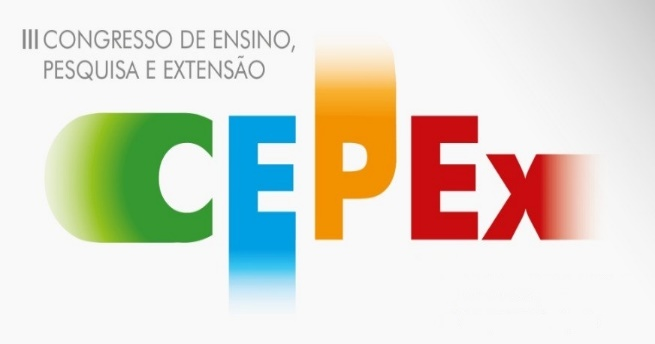 III CONGRESSO DE ENSINO,
PESQUISA E EXTENSÃO
CEPEx